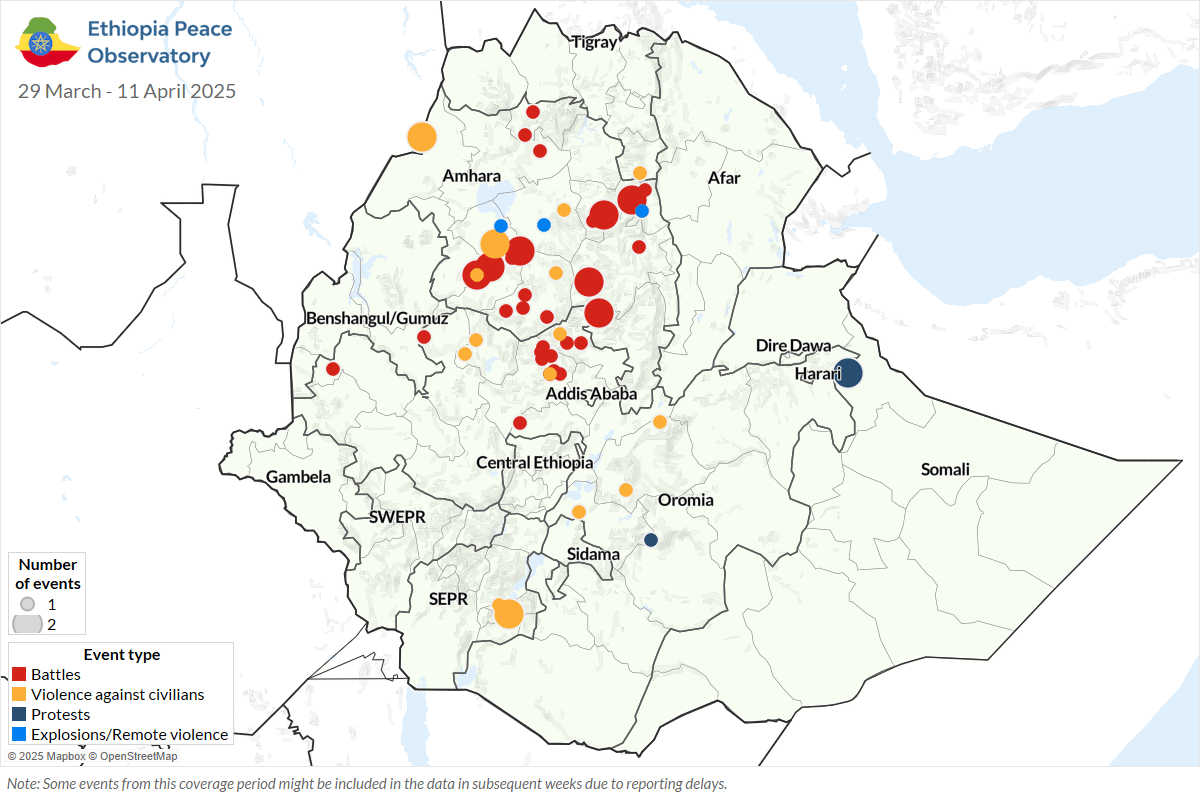 Ethiopia Peace
Observatory
29 March - 11 April 2025
Tigray
Amhara
Afar
Benshangul/Gumuz
Dire Dawa
Harari
Addis Ababa
Central Ethiopia
Somali
Gambela
Oromia
SWEPR
Sidama
SEPR
Number
of events
1
2
Event type
Battles
Violence against civilians
Protests
Explosions/Remote violence
© 2025 Mapbox © OpenStreetMap
Note: Some events from this coverage period might be included in the data in subsequent weeks due to reporting delays.